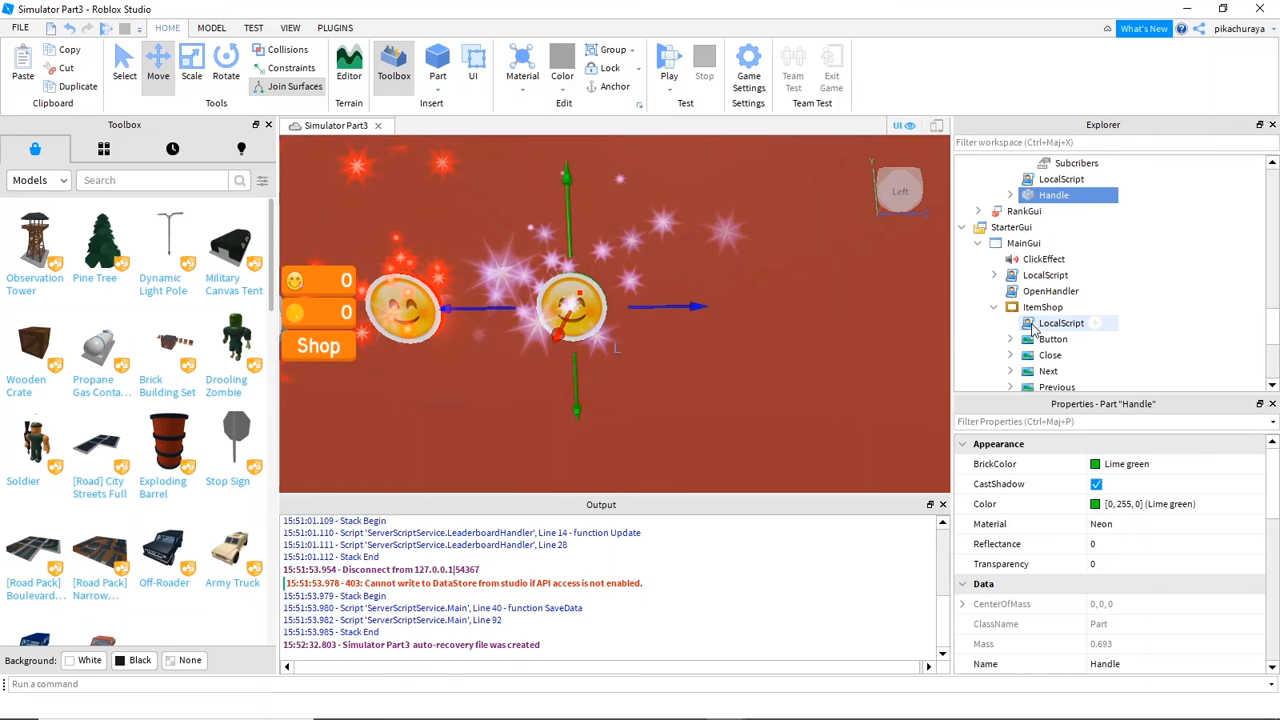 Simulator Part3 - Roblox Studio
FILE
HOME
MODEL
TEST
VIEW
PLUGINS
What's New
pikachuraya
Paste
Copy
Cut
Duplicate
Clipboard
Select
Move
Scale
Rotate
Collisions
Constraints
Join Surfaces
Tools
Editor
Terrain
Toolbox
Part
UI
Insert
Material
Color
Group
Lock
Anchor
Edit
Play
Stop
Test
Game
Settings
Settings
Team
Test
Exit
Game
Team Test
Toolbox
Models
Search
Observation
Tower
Pine Tree
Dynamic
Light Pole
Military
Canvas Tent
Wooden
Crate
Propane
Gas Conta...
Brick
Building Set
Drooling
Zombie
Soldier
[Road] City
Streets Full
Exploding
Barrel
Stop Sign
[Road Pack]
Boulevard...
[Road Pack]
Narrow...
Off-Roader
Army Truck
Background:
White
Black
None
Simulator Part3
UI
Left
Y
Z
0
0
Shop
L
Output
15:51:01.109 - Stack Begin
15:51:01.110 - Script 'ServerScriptService.LeaderboardHandler', Line 14 - function Update
15:51:01.111 - Script 'ServerScriptService.LeaderboardHandler', Line 28
15:51:01.112 - Stack End
15:51:53.954 - Disconnect from 127.0.0.1|54367
15:51:53.978 - 403: Cannot write to DataStore from studio if API access is not enabled.
15:51:53.979 - Stack Begin
15:51:53.980 - Script 'ServerScriptService.Main', Line 40 - function SaveData
15:51:53.982 - Script 'ServerScriptService.Main', Line 92
15:51:53.985 - Stack End
15:52:32.803 - Simulator Part3 auto-recovery file was created
Run a command
Explorer
Filter workspace (Ctrl+Maj+X)
Subcribers
LocalScript
Handle
RankGui
StarterGui
MainGui
ClickEffect
LocalScript
OpenHandler
ItemShop
LocalScript
Button
Close
Next
Previous
Properties - Part "Handle"
Filter Properties (Ctrl+Maj+P)
Appearance
BrickColor
Lime green
CastShadow
Color
[0, 255, 0] (Lime green)
Material
Neon
Reflectance
0
Transparency
0
Data
CenterOfMass
0, 0, 0
ClassName
Part
Mass
0.693
Name
Handle